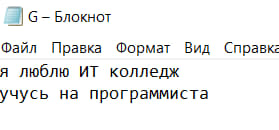 G – Блокнот
Файл Правка Формат Вид Справка
я люблю ИТ колледж
учусь на программиста